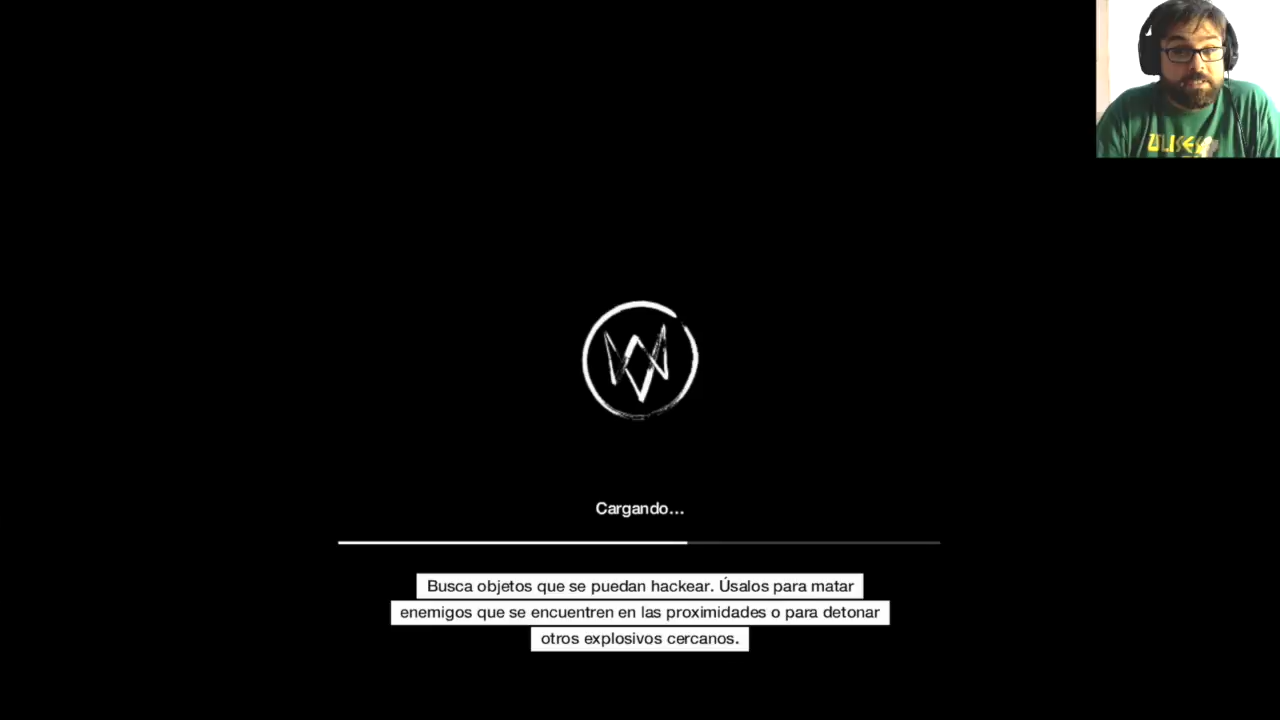 ULISES
Cargando...
Busca objetos que se puedan hackear. Úsalos para matar
enemigos que se encuentren en las proximidades o para detonar
otros explosivos cercanos.